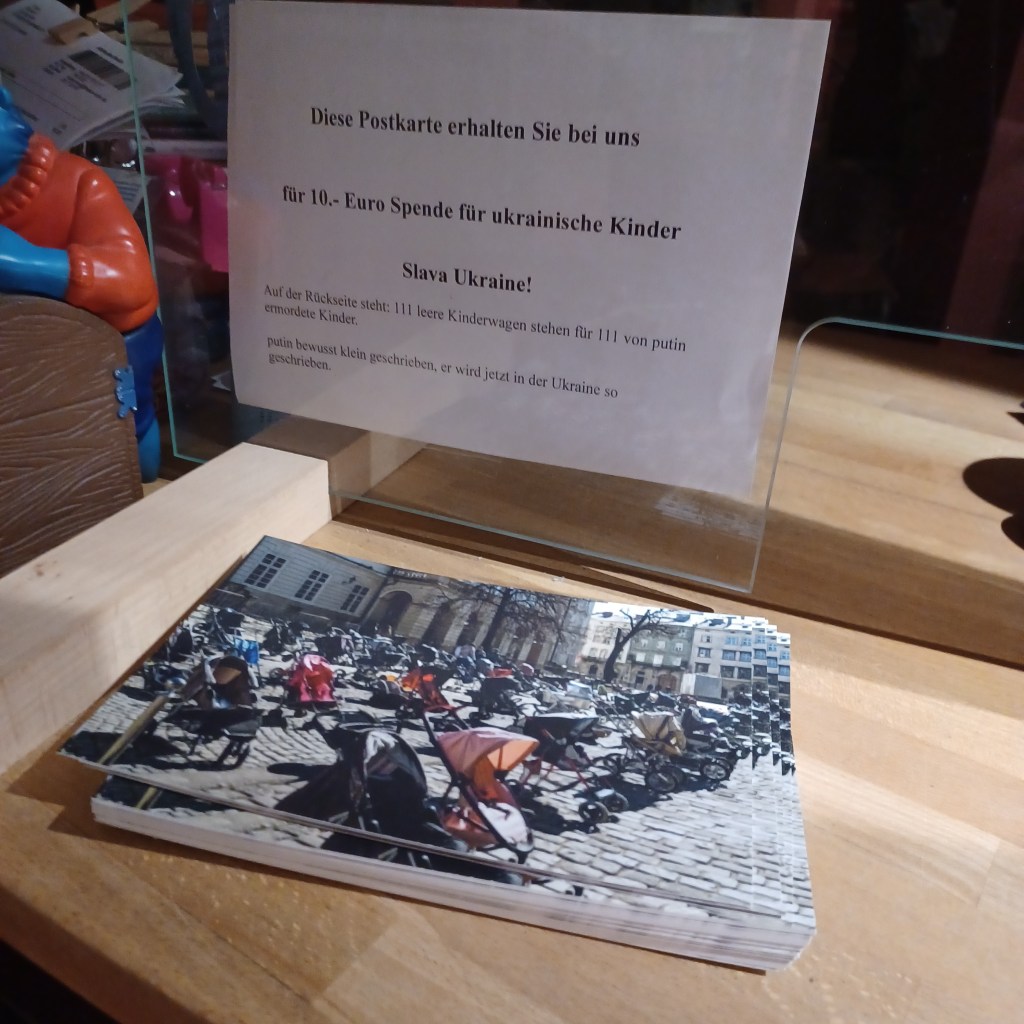 Diese Postkarte erhalten Sie bei uns
für 10.- Euro Spende für ukrainische Kinder
Slava Ukraine!
Auf der Rückseite steht: 111 leere Kinderwagen stehen für 111 von putin
ermordete Kinder.
putin bewusst klein geschrieben, er wird jetzt in der Ukraine so
geschrieben.